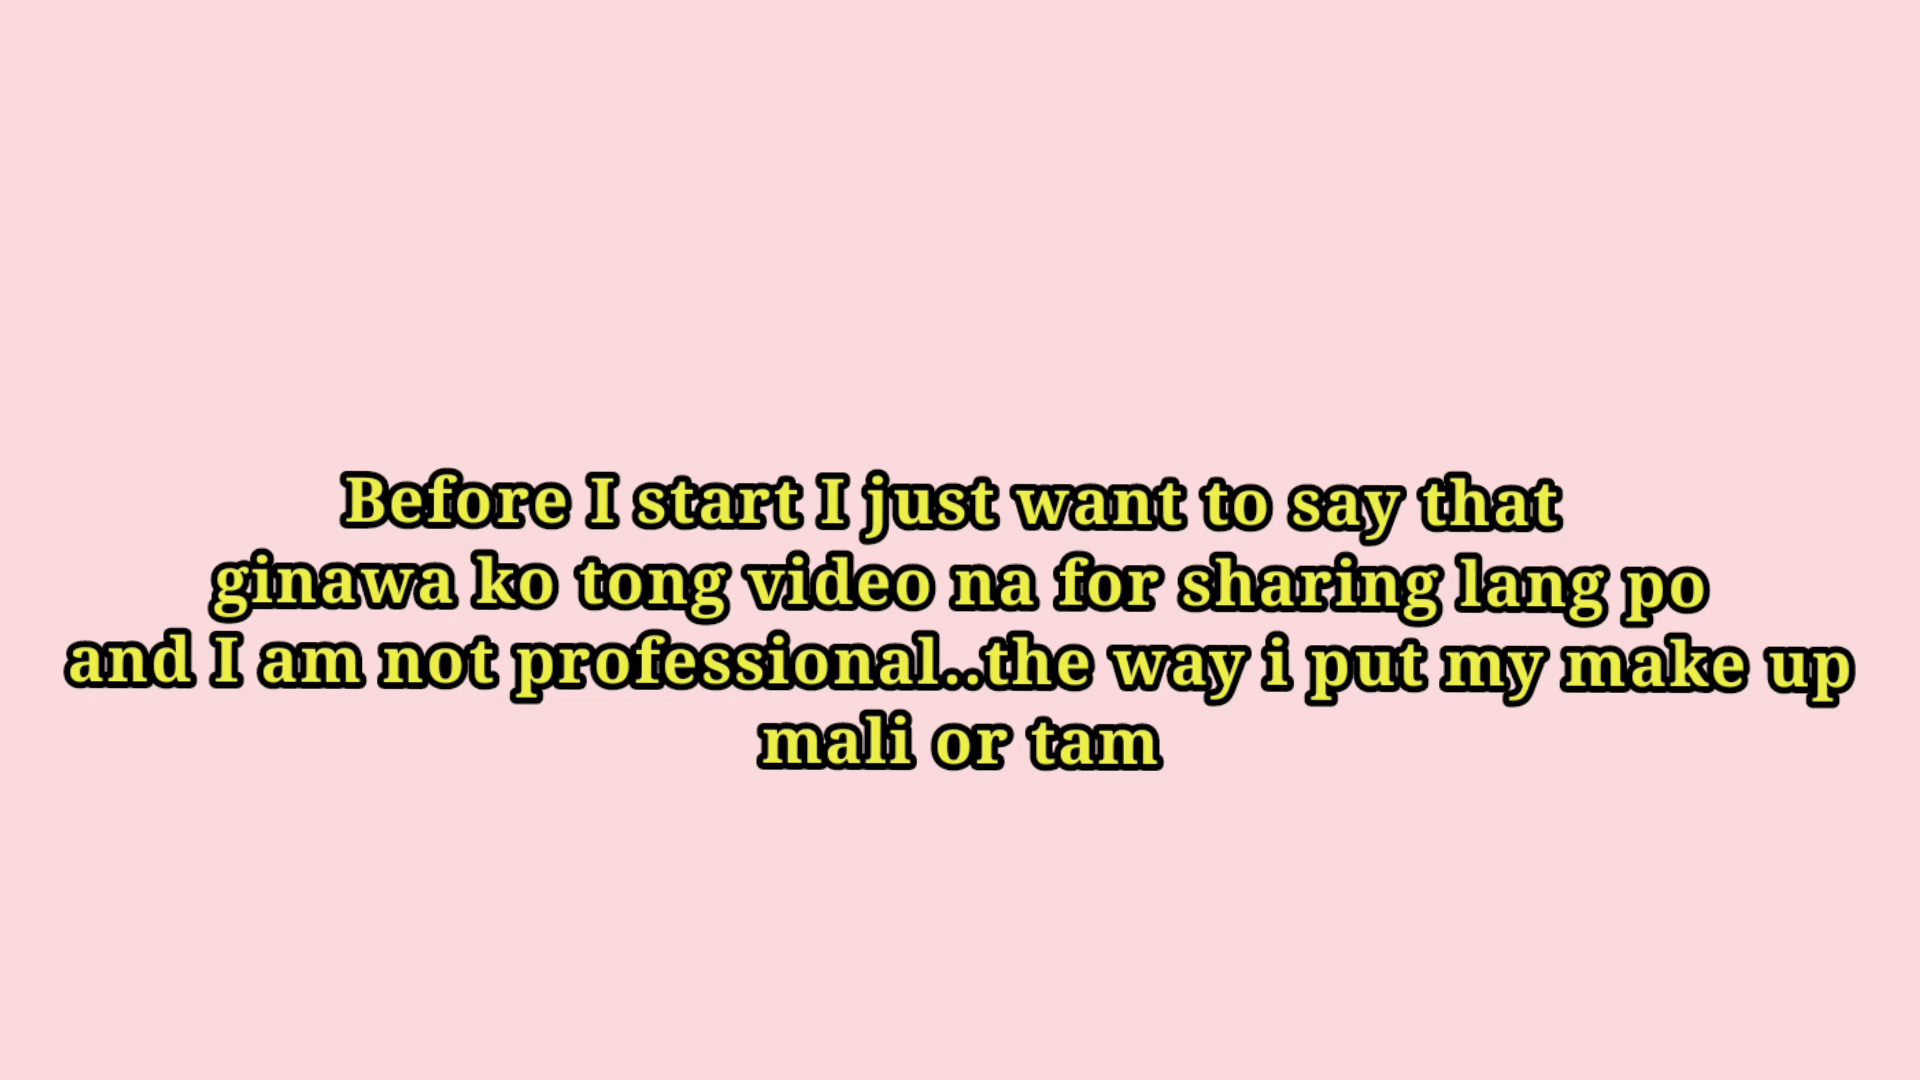 Before I start I just want to say that
ginawa ko tong video na for sharing lang po
and I am not professional..the way i put my make up
mali or tam